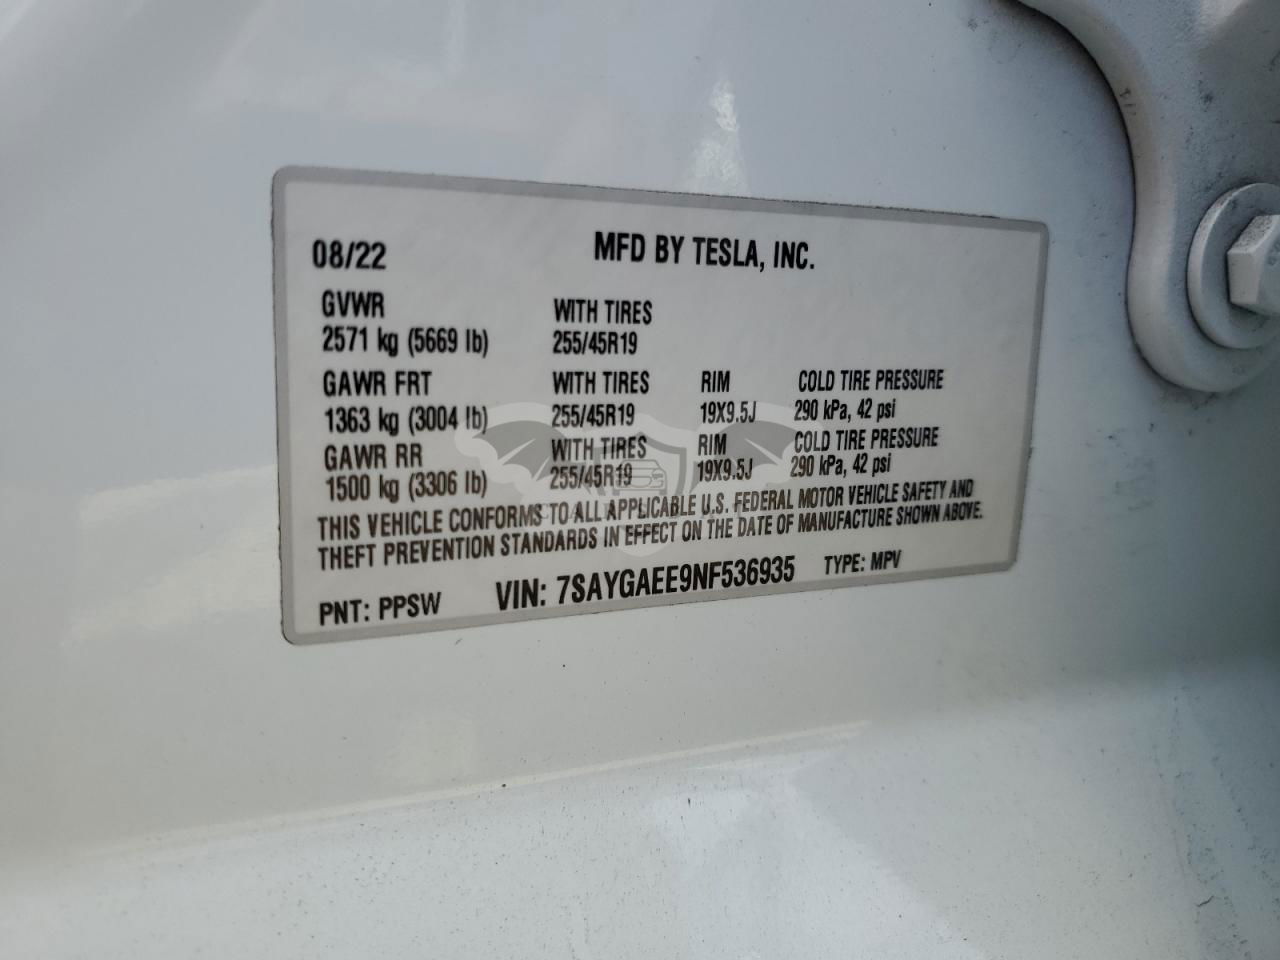 08/22 MFD BY TESLA, INC.
GVWR WITH TIRES
2571 kg (5669 lb) 255/45R19
GAWR FRT WITH TIRES RIM COLD TIRE PRESSURE
1363 kg (3004 lb) 255/45R19 19X9.5J 290 kPa, 42 psi
GAWR RR WITH TIRES RIM COLD TIRE PRESSURE
1500 kg (3306 lb) 255/45R19 19X9.5J 290 kPa, 42 psi
THIS VEHICLE CONFORMS TO ALL APPLICABLE U.S. FEDERAL MOTOR VEHICLE SAFETY AND
THEFT PREVENTION STANDARDS IN EFFECT ON THE DATE OF MANUFACTURE SHOWN ABOVE.
PNT: PPSW VIN: 7SAYGAEE9NF536935 TYPE: MPV